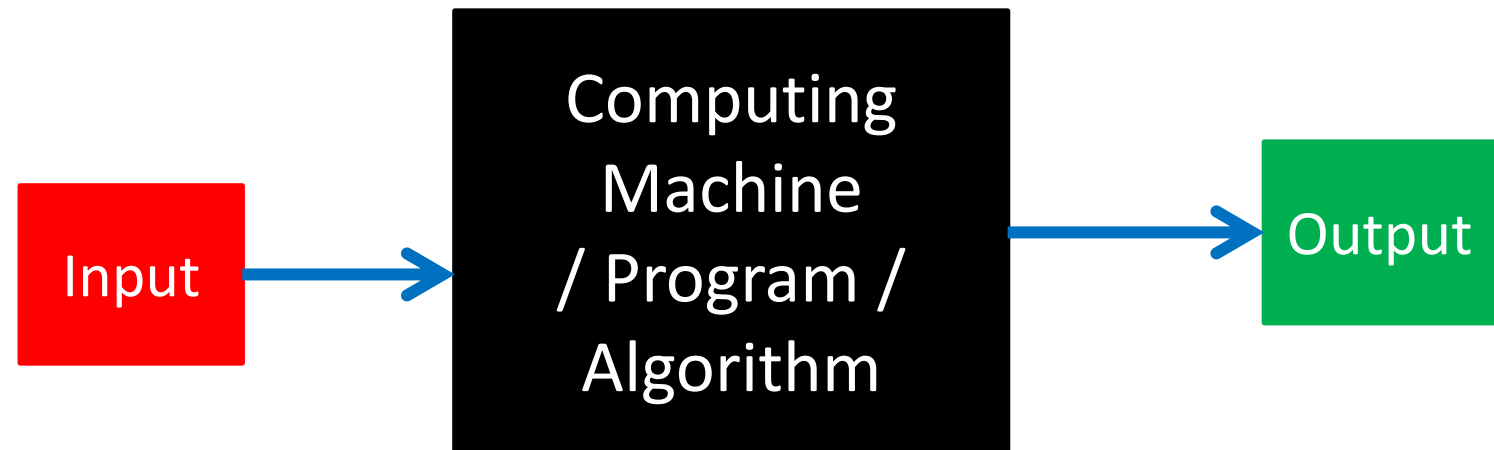 Input
Computing
Machine
/ Program /
Algorithm
Output